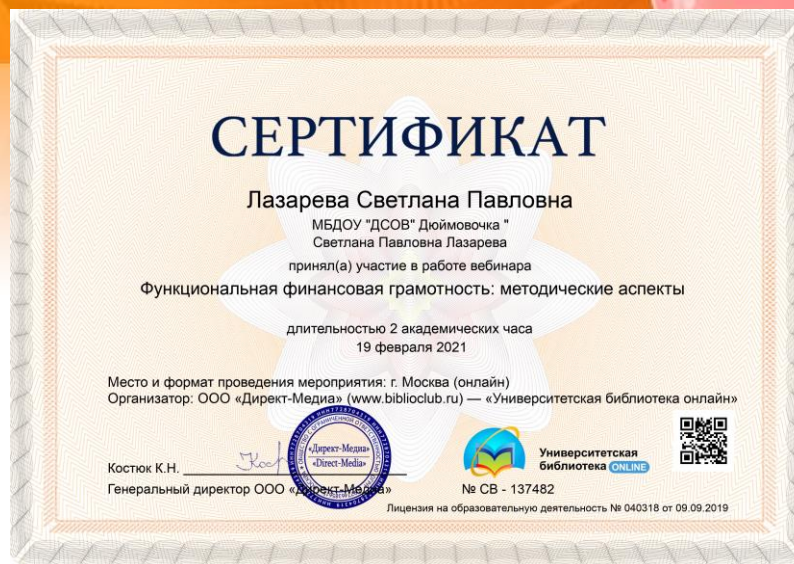 СЕРТИФИКАТ
Лазарева Светлана Павловна
МБДОУ "ДСОВ" Дюймовочка "
Светлана Павловна Лазарева
принял(а) участие в работе вебинара
Функциональная финансовая грамотность: методические аспекты
длительностью 2 академических часа
19 февраля 2021
Место и формат проведения мероприятия: г. Москва (онлайн)
Организатор: ООО «Директ-Медиа» (www.biblioclub.ru) — «Университетская библиотека онлайн»
«Директ-Медиа»
«Direct-Media»
Костюк К.Н.
Генеральный директор ООО «Директ-Медиа»
Университетская
библиотека ONLINE
№ СВ - 137482
Лицензия на образовательную деятельность № 040318 от 09.09.2019